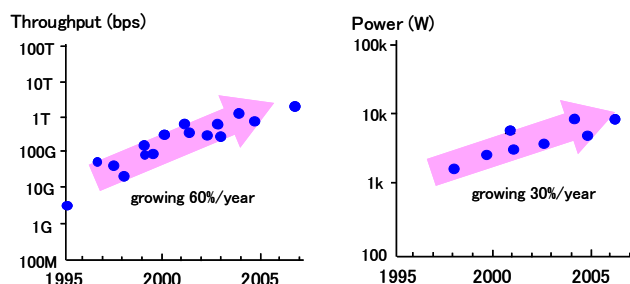 Throughput (bps)
100T
10T
1T
100G
10G
1G
100M
1995
2000
2005
growing 60%/year
Power (W)
100k
10k
1k
100
1995
2000
2005
growing 30%/year